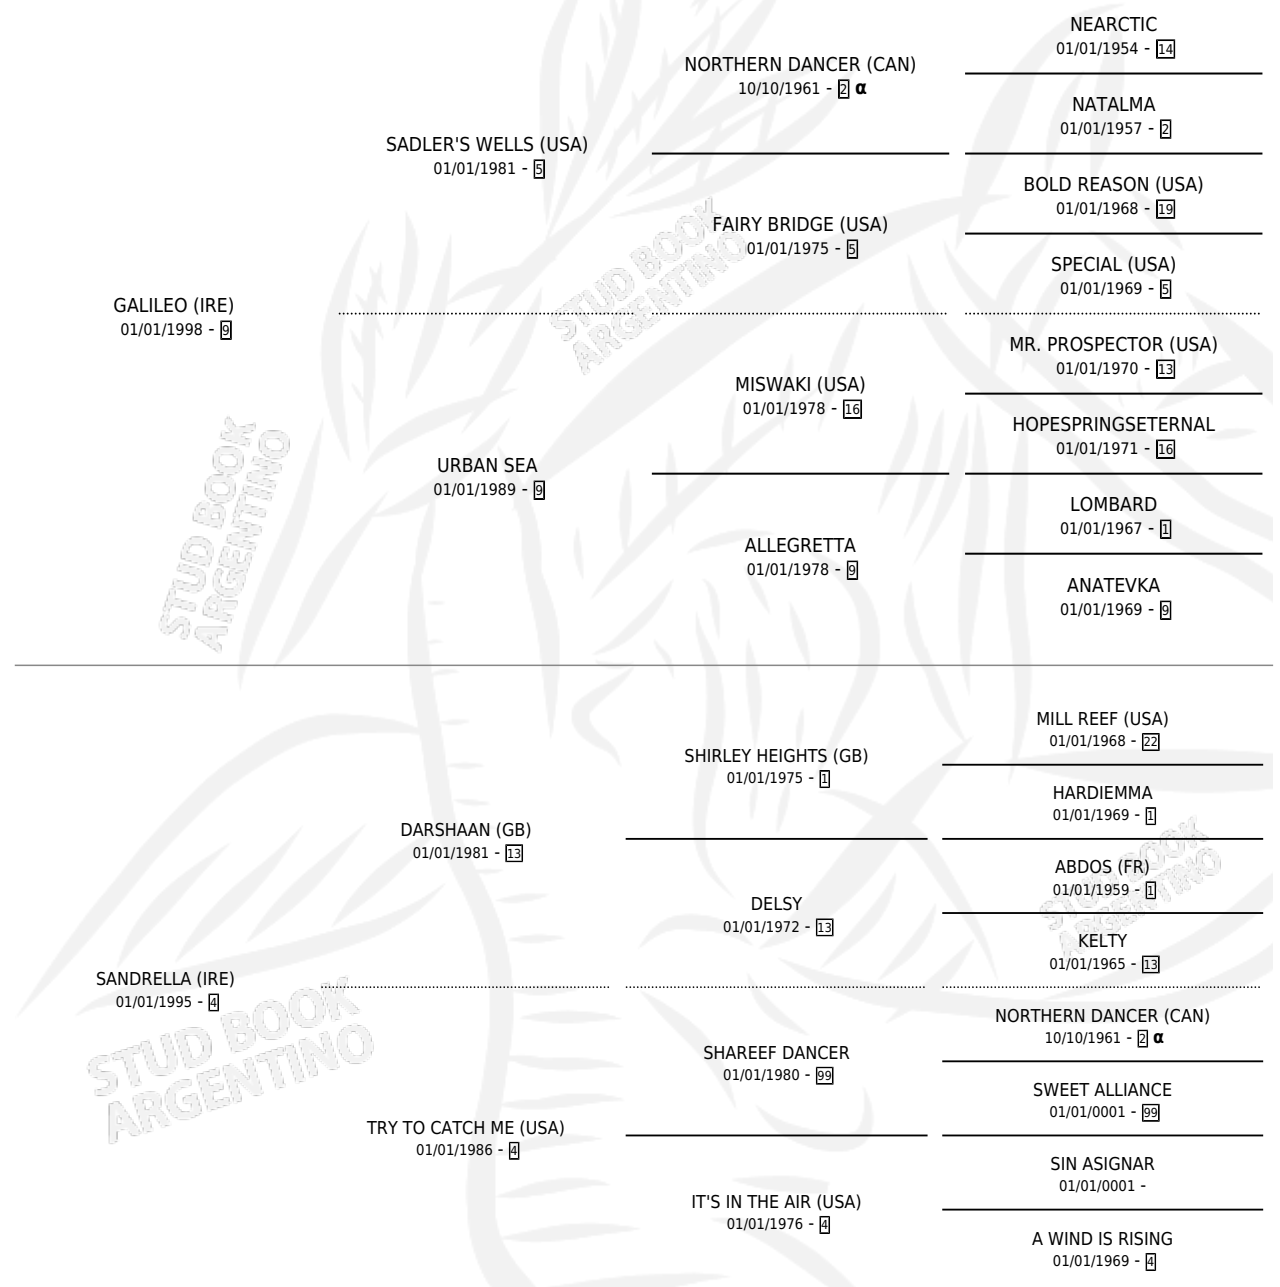 NEARCTIC
01/01/1954 - 14
NORTHERN DANCER (CAN)
10/10/1961 - 2 α
NATALMA
01/01/1957 - 2
SADLER'S WELLS (USA)
01/01/1981 - 5
BOLD REASON (USA)
01/01/1968 - 19
FAIRY BRIDGE (USA)
01/01/1975 - 5
SPECIAL (USA)
01/01/1969 - 5
STUD BOOK
ARGENTINO
GALILEO (IRE)
01/01/1998 - 9
MR. PROSPECTOR (USA)
01/01/1970 - 13
MISWAKI (USA)
01/01/1978 - 16
HOPESPRINGSETERNAL
01/01/1971 - 16
URBAN SEA
01/01/1989 - 9
LOMBARD
01/01/1967 - 1
ALLEGRETTA
01/01/1978 - 9
ANATEVKA
01/01/1969 - 9
STUD BOOK
ARGENTINO
MILL REEF (USA)
01/01/1968 - 22
SHIRLEY HEIGHTS (GB)
01/01/1975 - 1
HARDIEMMA
01/01/1969 - 1
DARSHAAN (GB)
01/01/1981 - 13
ABDOS (FR)
01/01/1959 - 1
DELSY
01/01/1972 - 13
KELTY
01/01/1965 - 13
STUD BOOK
ARGENTINO
SANDRELLA (IRE)
01/01/1995 - 4
NORTHERN DANCER (CAN)
10/10/1961 - 2 α
SHAREEF DANCER
01/01/1980 - 99
SWEET ALLIANCE
01/01/0001 - 99
STUD BOOK
ARGENTINO
TRY TO CATCH ME (USA)
01/01/1986 - 4
SIN ASIGNAR
01/01/0001 -
IT'S IN THE AIR (USA)
01/01/1976 - 4
A WIND IS RISING
01/01/1969 - 4